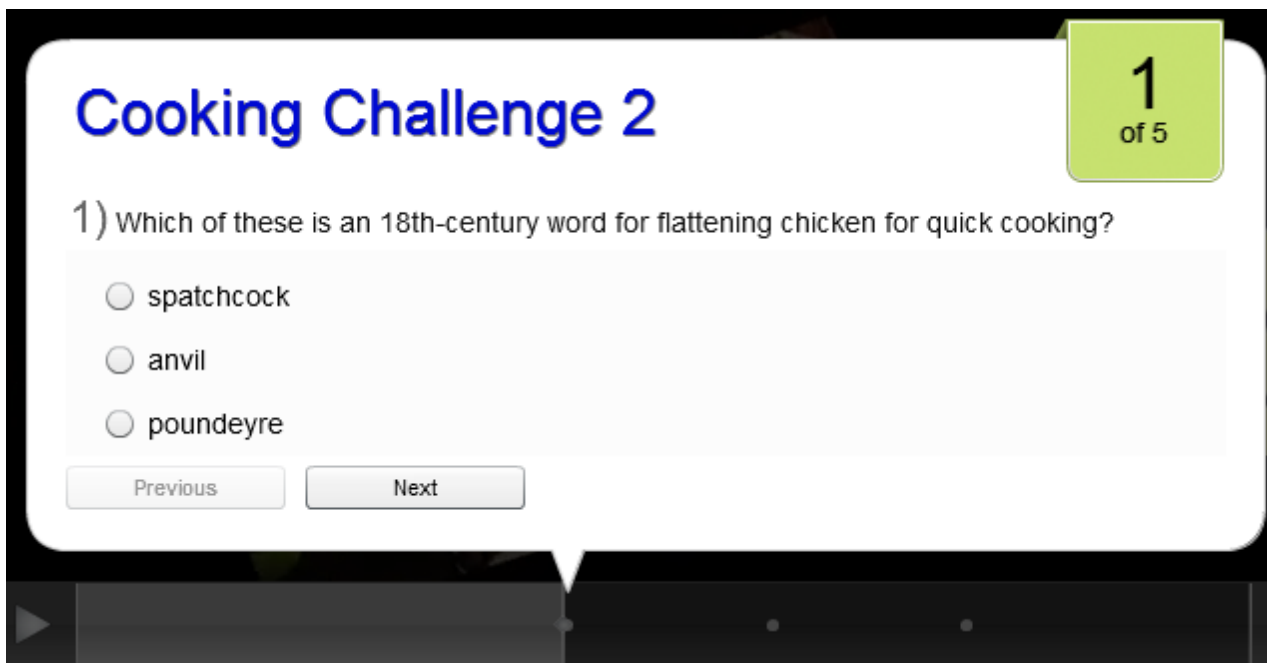 Cooking Challenge 2
1
of 5
1) Which of these is an 18th-century word for flattening chicken for quick cooking?
spatchcock
anvil
poundeyre
Previous
Next